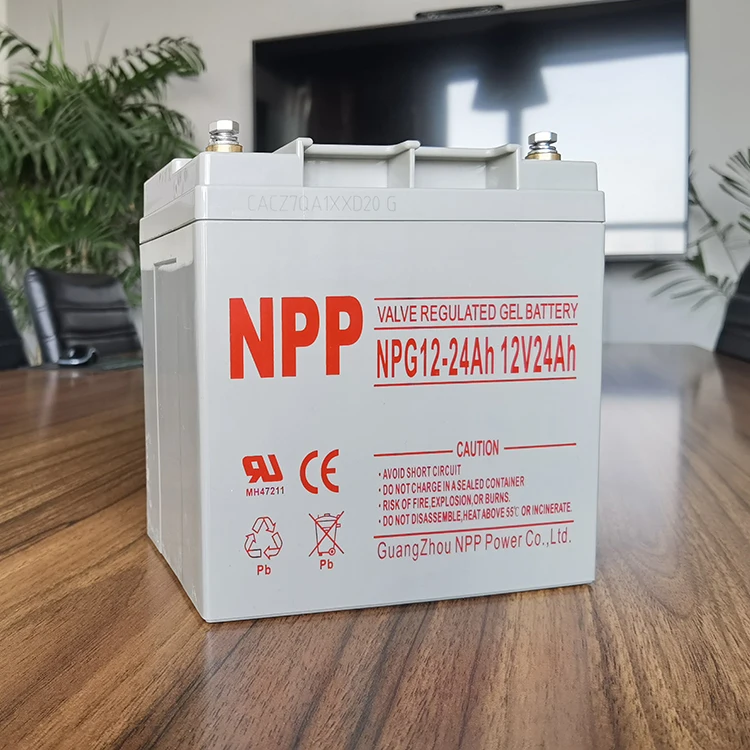 CACZ7QA1XXD20 G
NPP
VALVE REGULATED GEL BATTERY
NPG12-24Ah 12V24Ah
CAUTION
• AVOID SHORT CIRCUIT
• DO NOT CHARGE IN A SEALED CONTAINER
• RISK OF FIRE,EXPLOSION,OR BURNS.
• DO NOT DISASSEMBLE,HEAT ABOVE 55℃ OR INCINERATE.
GuangZhou NPP Power Co.,Ltd.
RU
MH47211
CE
Pb
Pb